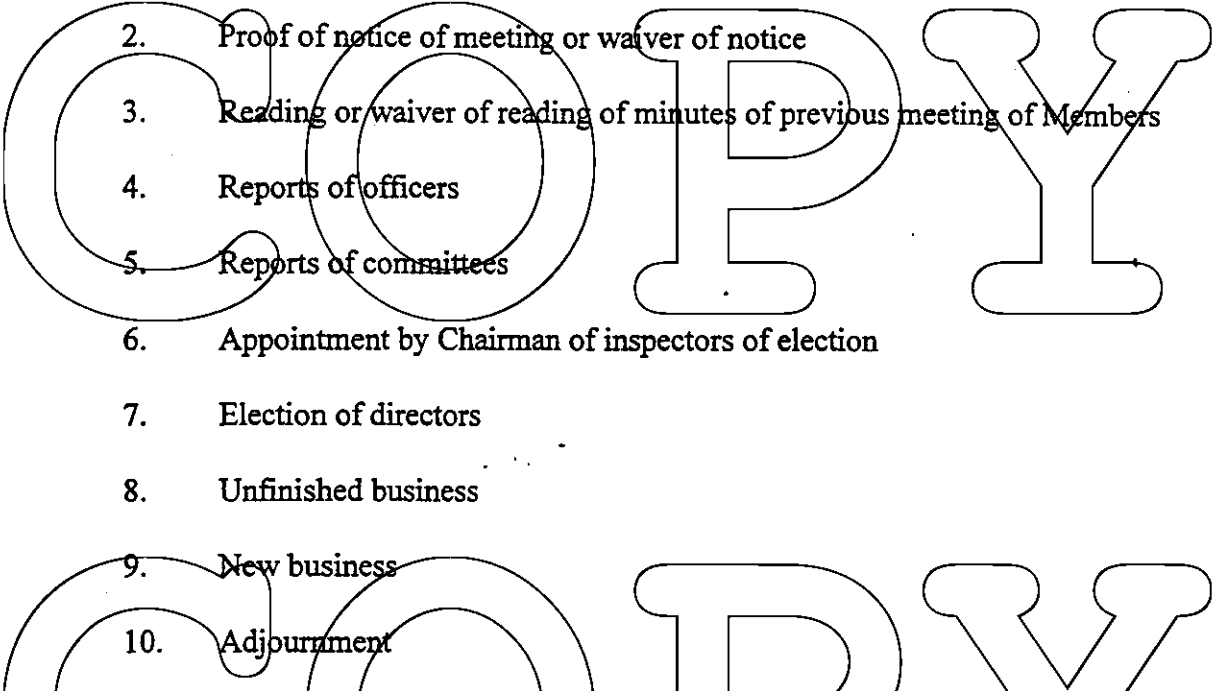 2. Proof of notice of meeting or waiver of notice
3. Reading or waiver of reading of minutes of previous meeting of Members
4. Reports of officers
5. Reports of committees
6. Appointment by Chairman of inspectors of election
7. Election of directors
8. Unfinished business
9. New business
10. Adjournment
COPY
COPY